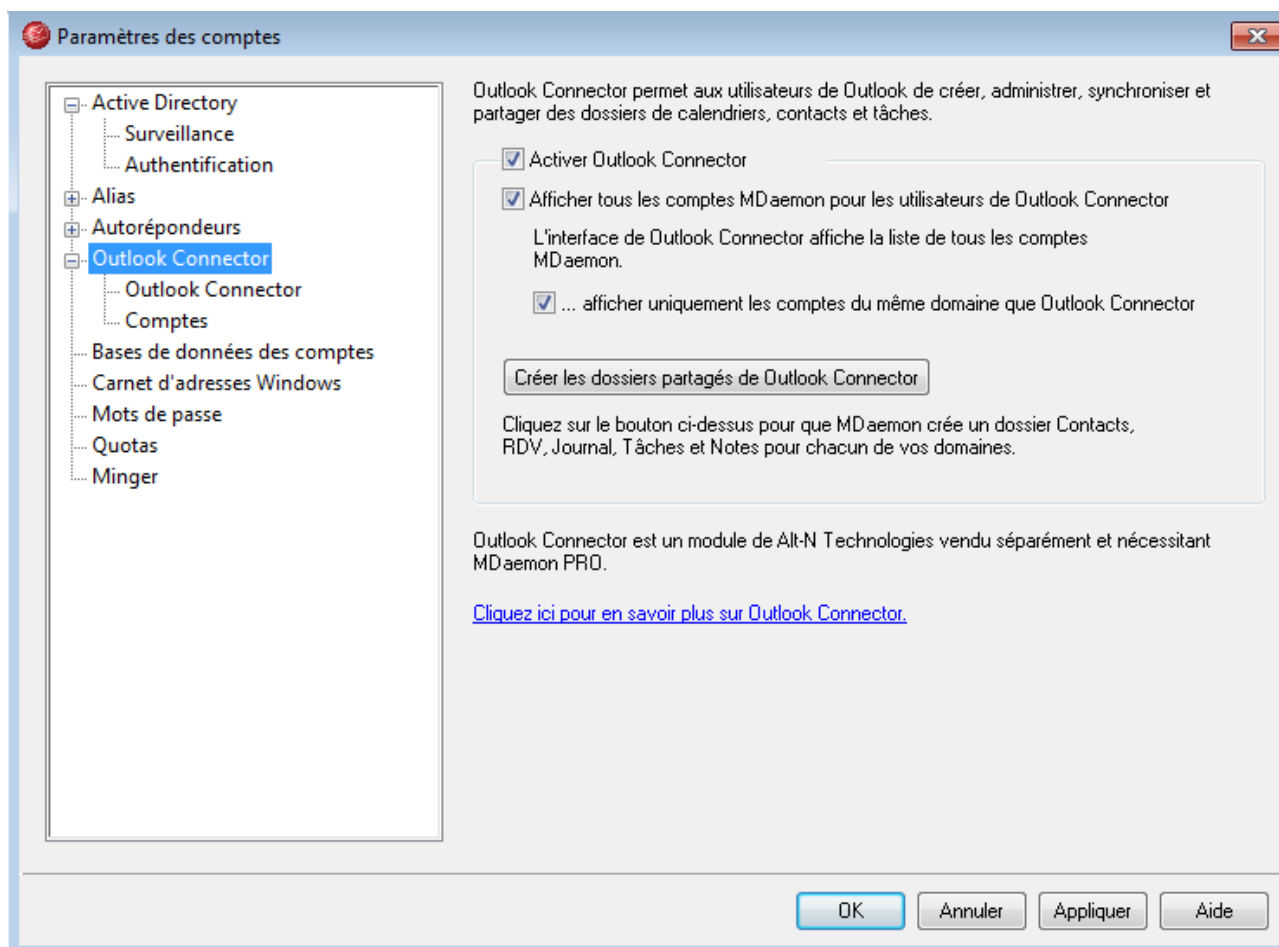 Paramètres des comptes
Active Directory
Surveillance
Authentification
Alias
Autorépondeurs
Outlook Connector
Outlook Connector
Comptes
Bases de données des comptes
Carnet d'adresses Windows
Mots de passe
Quotas
Minger
Outlook Connector permet aux utilisateurs de Outlook de créer, administrer, synchroniser et
partager des dossiers de calendriers, contacts et tâches.
Activer Outlook Connector
Afficher tous les comptes MDaemon pour les utilisateurs de Outlook Connector
L'interface de Outlook Connector affiche la liste de tous les comptes
MDaemon.
... afficher uniquement les comptes du même domaine que Outlook Connector
Créer les dossiers partagés de Outlook Connector
Cliquez sur le bouton ci-dessus pour que MDaemon crée un dossier Contacts,
RDV, Journal, Tâches et Notes pour chacun de vos domaines.
Outlook Connector est un module de Alt-N Technologies vendu séparément et nécessitant
MDaemon PRO.
Cliquez ici pour en savoir plus sur Outlook Connector.
OK
Annuler
Appliquer
Aide